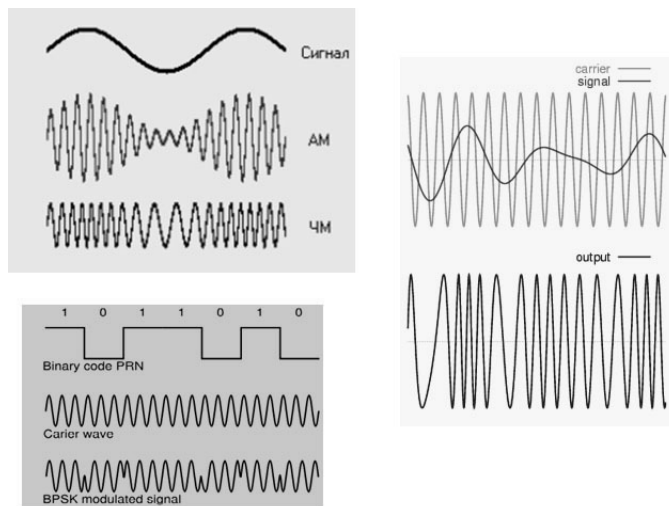 Сигнал
АМ
ЧМ
carrier
signal
output
1 0 1 1 0 1 0
Binary code PRN
Carier wave
BPSK modulated signal